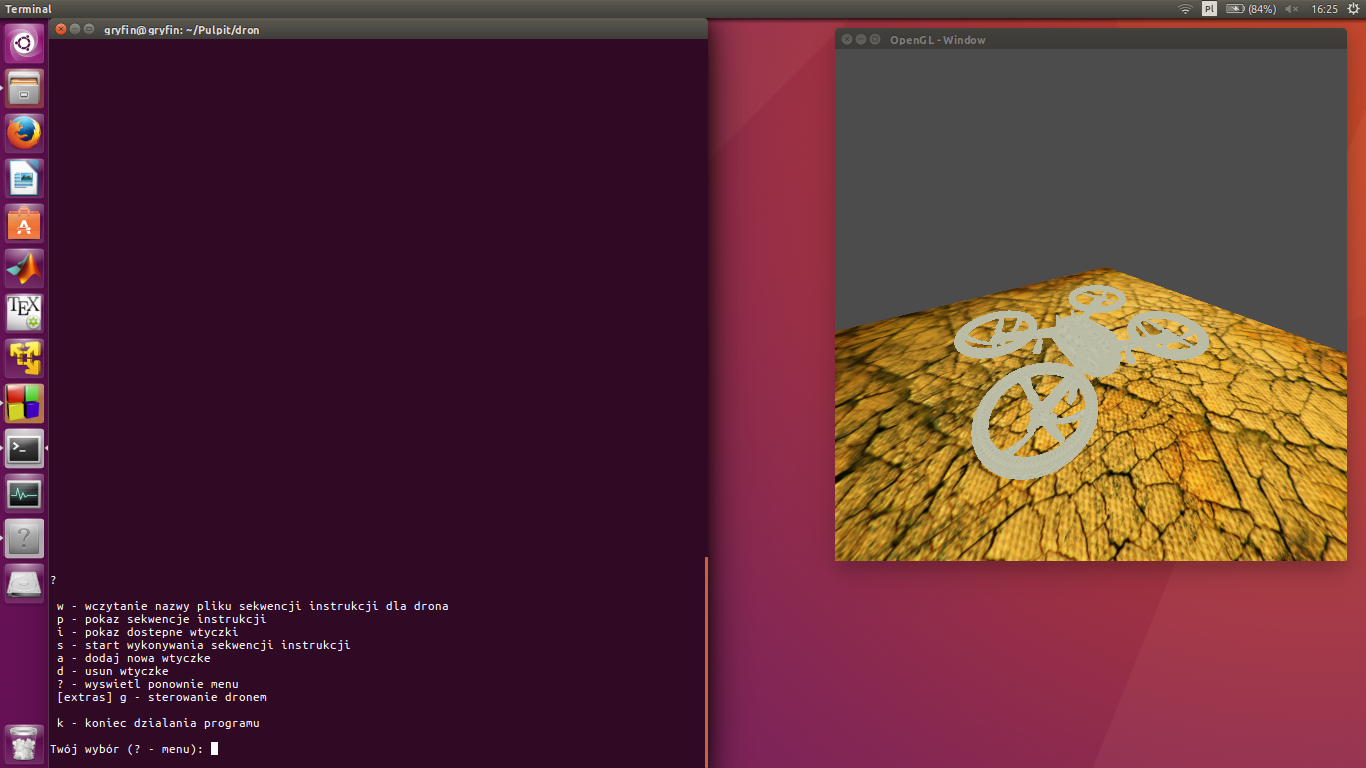 Terminal
Pl
(84%)
16:25
gryfin@gryfin: ~/Pulpit/dron
OpenGL - Window
TEX
?
w - wczytanie nazwy pliku sekwencji instrukcji dla drona
p - pokaz sekwencje instrukcji
i - pokaz dostepne wtyczki
s - start wykonywania sekwencji instrukcji
a - dodaj nowa wtyczke
d - usun wtyczke
? - wyswietl ponownie menu
[extras] g - sterowanie dronem
k - koniec dzialania programu
Twój wybór (? - menu):